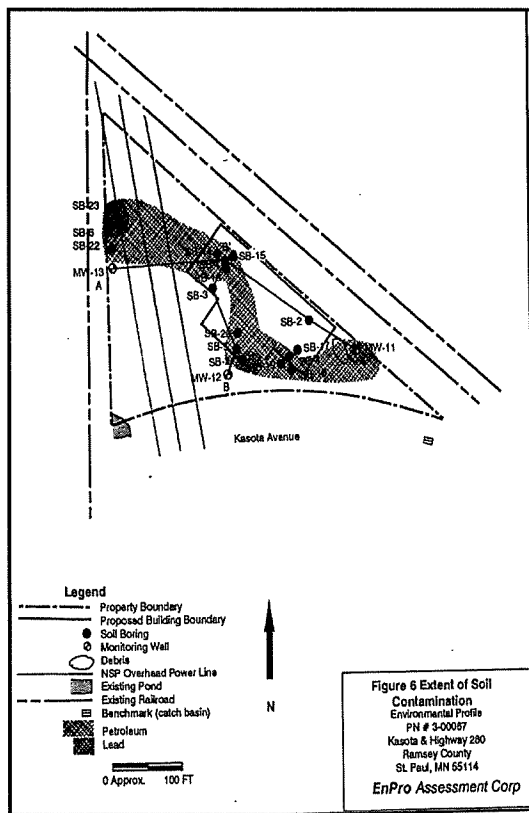 SB-23
SB-6
SB-22
MW-13
A
B'
SB-15
SB-3
SB-2
MW-11
MW-12
B
Kasota Avenue
Legend
Property Boundary
Proposed Building Boundary
Soil Boring
Monitoring Well
Debris
NSP Overhead Power Line
Existing Pond
Existing Railroad
Benchmark (catch basin)
Petroleum
Lead
0 Approx. 100 FT
N
Figure 6 Extent of Soil
Contamination
Environmental Profile
PN # 3-00067
Kasota & Highway 280
Ramsey County
St. Paul, MN 55114
EnPro Assessment Corp